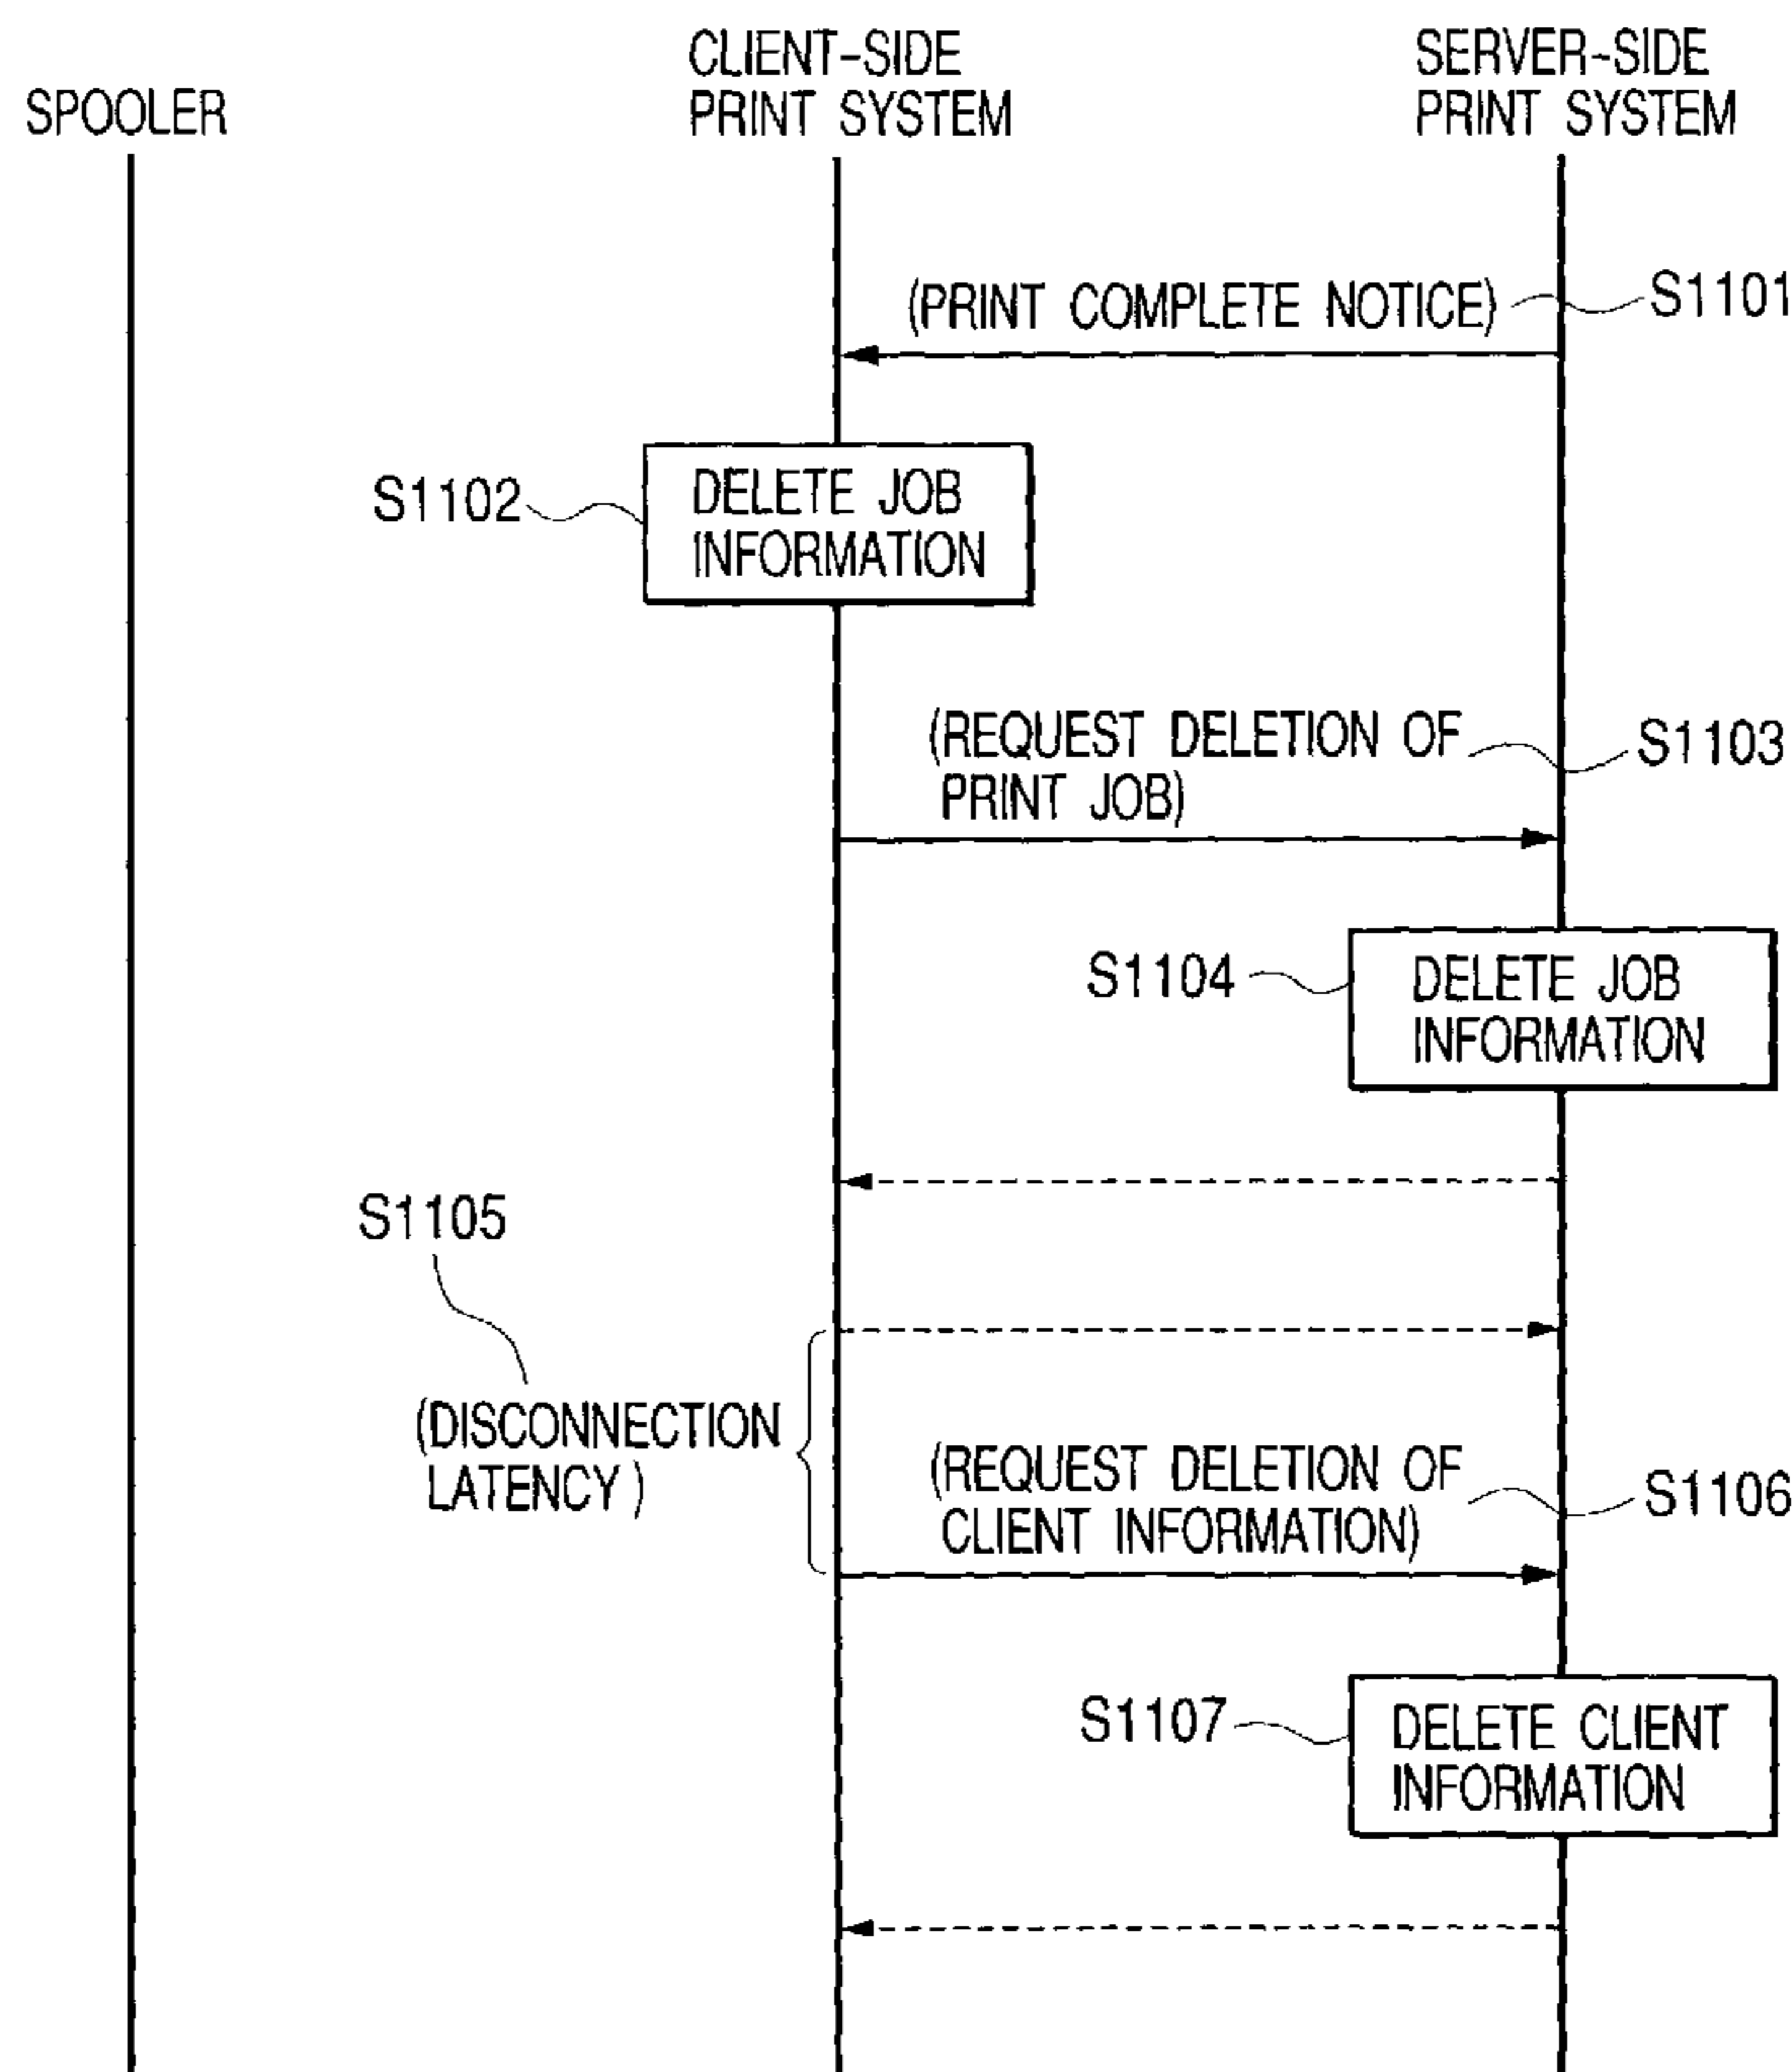 SPOOLER
CLIENT-SIDE
PRINT SYSTEM
SERVER-SIDE
PRINT SYSTEM
(PRINT COMPLETE NOTICE)
S1101
S1102
DELETE JOB
INFORMATION
(REQUEST DELETION OF
PRINT JOB)
S1103
S1104
DELETE JOB
INFORMATION
S1105
(DISCONNECTION
LATENCY)
(REQUEST DELETION OF
CLIENT INFORMATION)
S1106
S1107
DELETE CLIENT
INFORMATION